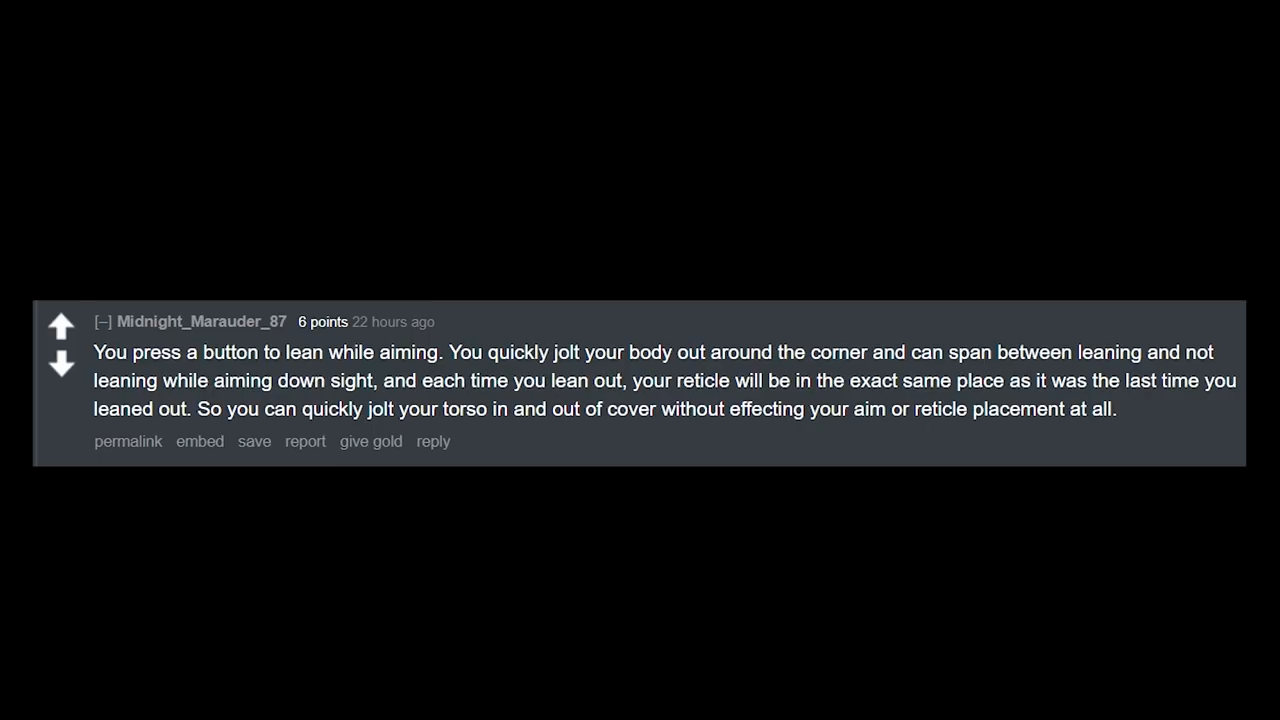 [–] Midnight_Marauder_87 6 points 22 hours ago
You press a button to lean while aiming. You quickly jolt your body out around the corner and can span between leaning and not
leaning while aiming down sight, and each time you lean out, your reticle will be in the exact same place as it was the last time you
leaned out. So you can quickly jolt your torso in and out of cover without effecting your aim or reticle placement at all.
permalink embed save report give gold reply